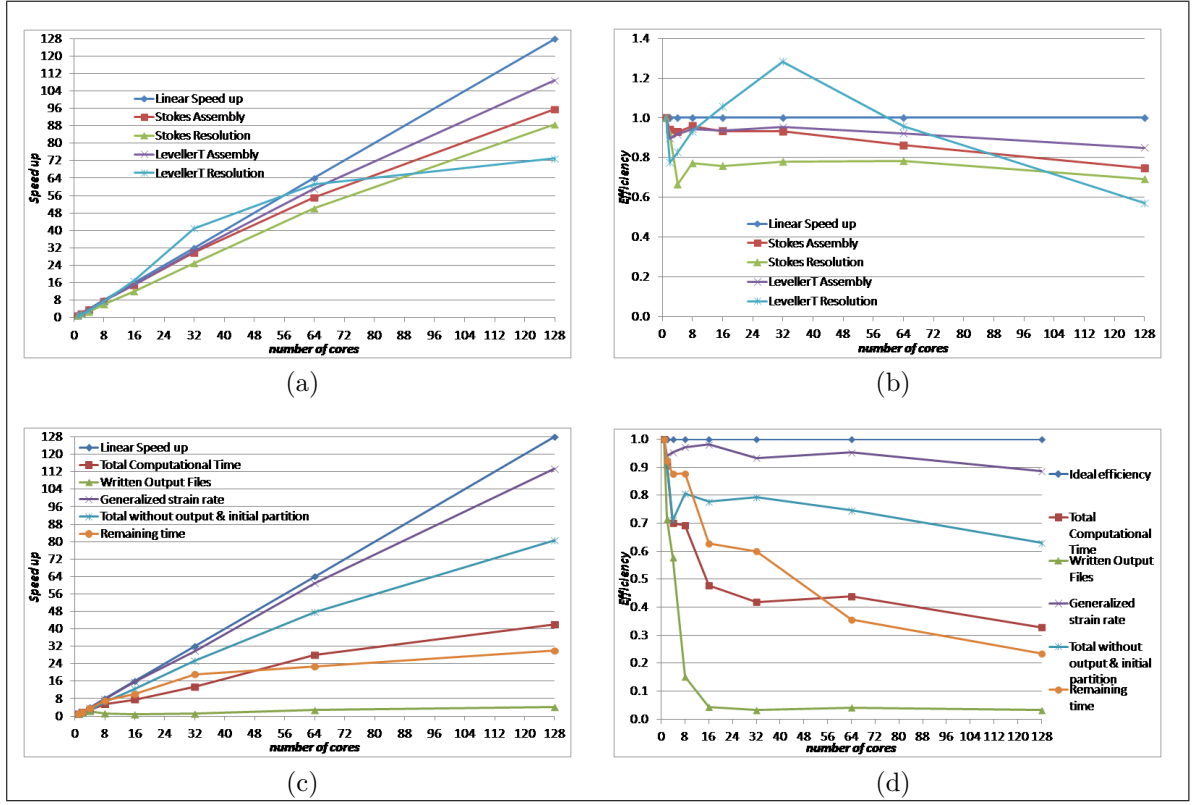 128
120
112
104
96
88
80
72
64
56
48
40
32
24
16
8
0
Speed up
Linear Speed up
Stokes Assembly
Stokes Resolution
LevellerT Assembly
LevellerT Resolution
0 8 16 24 32 40 48 56 64 72 80 88 96 104 112 120 128
number of cores
(a)
1.4
1.2
1.0
0.8
0.6
0.4
0.2
0.0
Efficiency
Linear Speed up
Stokes Assembly
Stokes Resolution
LevellerT Assembly
LevellerT Resolution
0 8 16 24 32 40 48 56 64 72 80 88 96 104 112 120 128
number of cores
(b)
128
120
112
104
96
88
80
72
64
56
48
40
32
24
16
8
0
Speed up
Linear Speed up
Total Computational Time
Written Output Files
Generalized strain rate
Total without output & initial partition
Remaining time
0 8 16 24 32 40 48 56 64 72 80 88 96 104 112 120 128
number of cores
(c)
1.0
0.9
0.8
0.7
0.6
0.5
0.4
0.3
0.2
0.1
0.0
Efficiency
Ideal efficiency
Total
Computational
Time
Written Output
Files
Generalized
strain rate
Total without
output & initial
partition
Remaining
time
0 8 16 24 32 40 48 56 64 72 80 88 96 104 112 120 128
number of cores
(d)